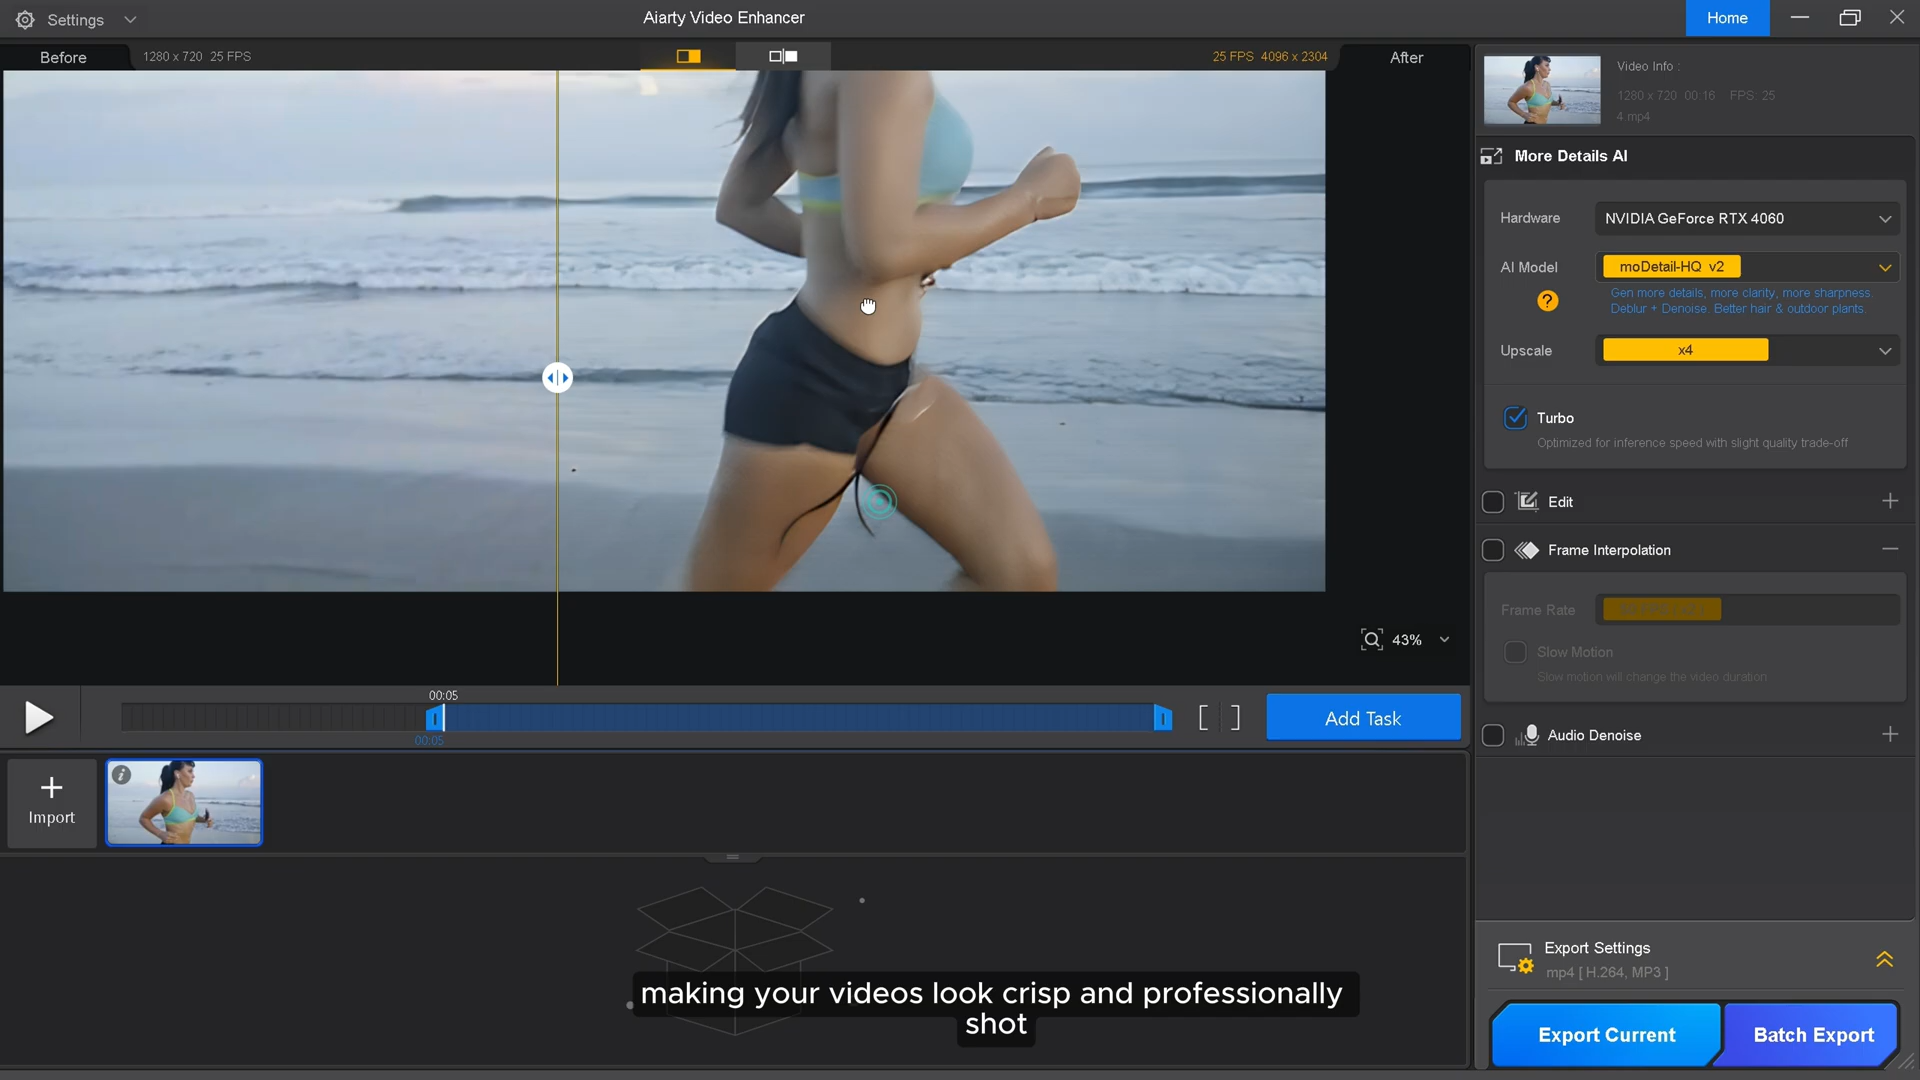 Settings
Aiarty Video Enhancer
Home
Before
1280 x 720 25 FPS
25 FPS 4096 x 2304
After
Video Info :
1280 x 720 00:16 FPS: 25
4.mp4
More Details AI
Hardware
NVIDIA GeForce RTX 4060
AI Model
moDetail-HQ v2
?
Gen more details, more clarity, more sharpness.
Deblur + Denoise. Better hair & outdoor plants.
Upscale
x4
Turbo
Optimized for inference speed with slight quality trade-off
Edit
Frame Interpolation
Frame Rate
Slow Motion
Slow motion will change the video duration
43%
00:05
00:05
[ ]
Add Task
Audio Denoise
Import
Export Settings
mp4 [ H.264, MP3 ]
making your videos look crisp and professionally
shot
Export Current
Batch Export